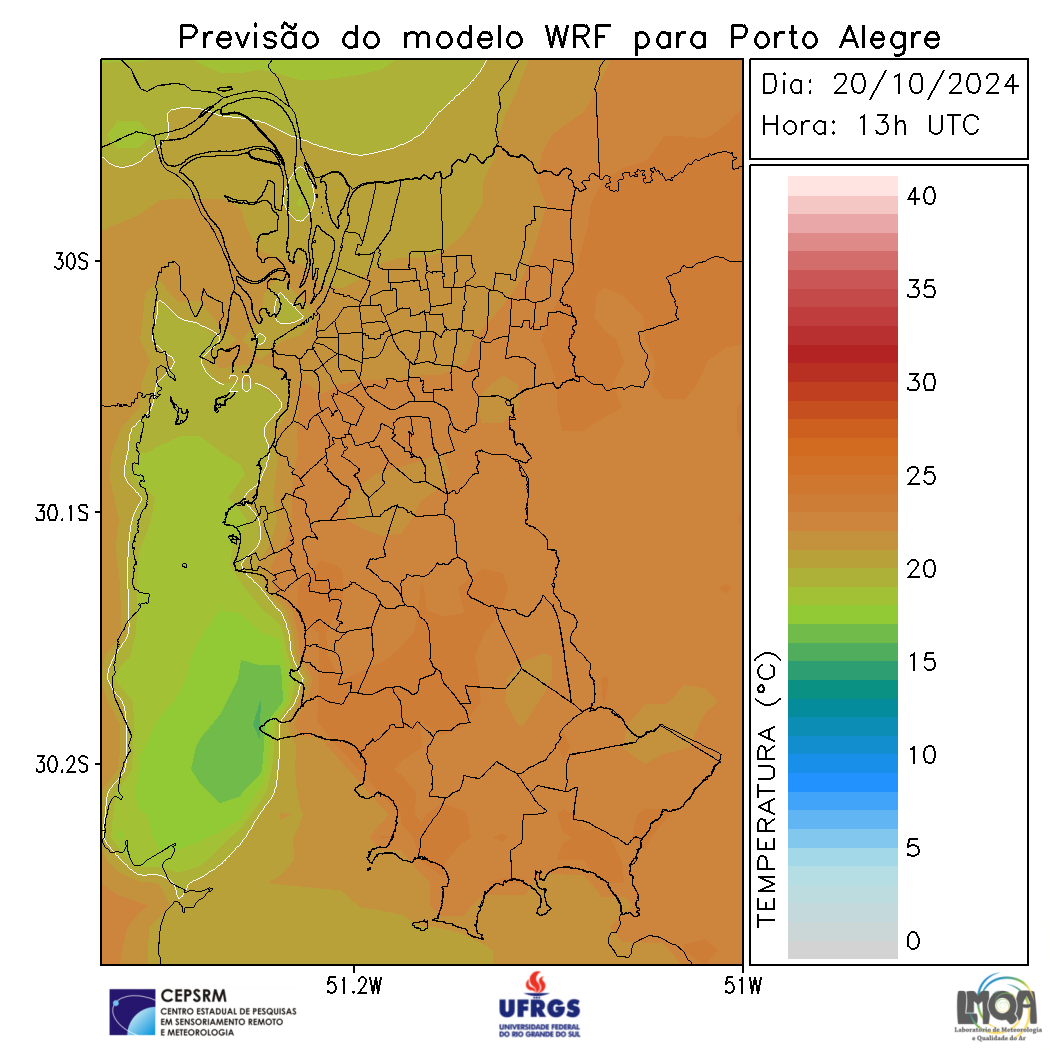 Previsão do modelo WRF para Porto Alegre
Dia: 20/10/2024
Hora: 13h UTC
30S
30.1S
30.2S
20
51.2W
51W
TEMPERATURA (°C)
40
35
30
25
20
15
10
5
0
CEPSRM
CENTRO ESTADUAL DE PESQUISAS
EM SENSORIAMENTO REMOTO
E METEOROLOGIA
UFRGS
UNIVERSIDADE FEDERAL
DO RIO GRANDE DO SUL
LMQA
Laboratório de Meteorologia
e Qualidade do Ar